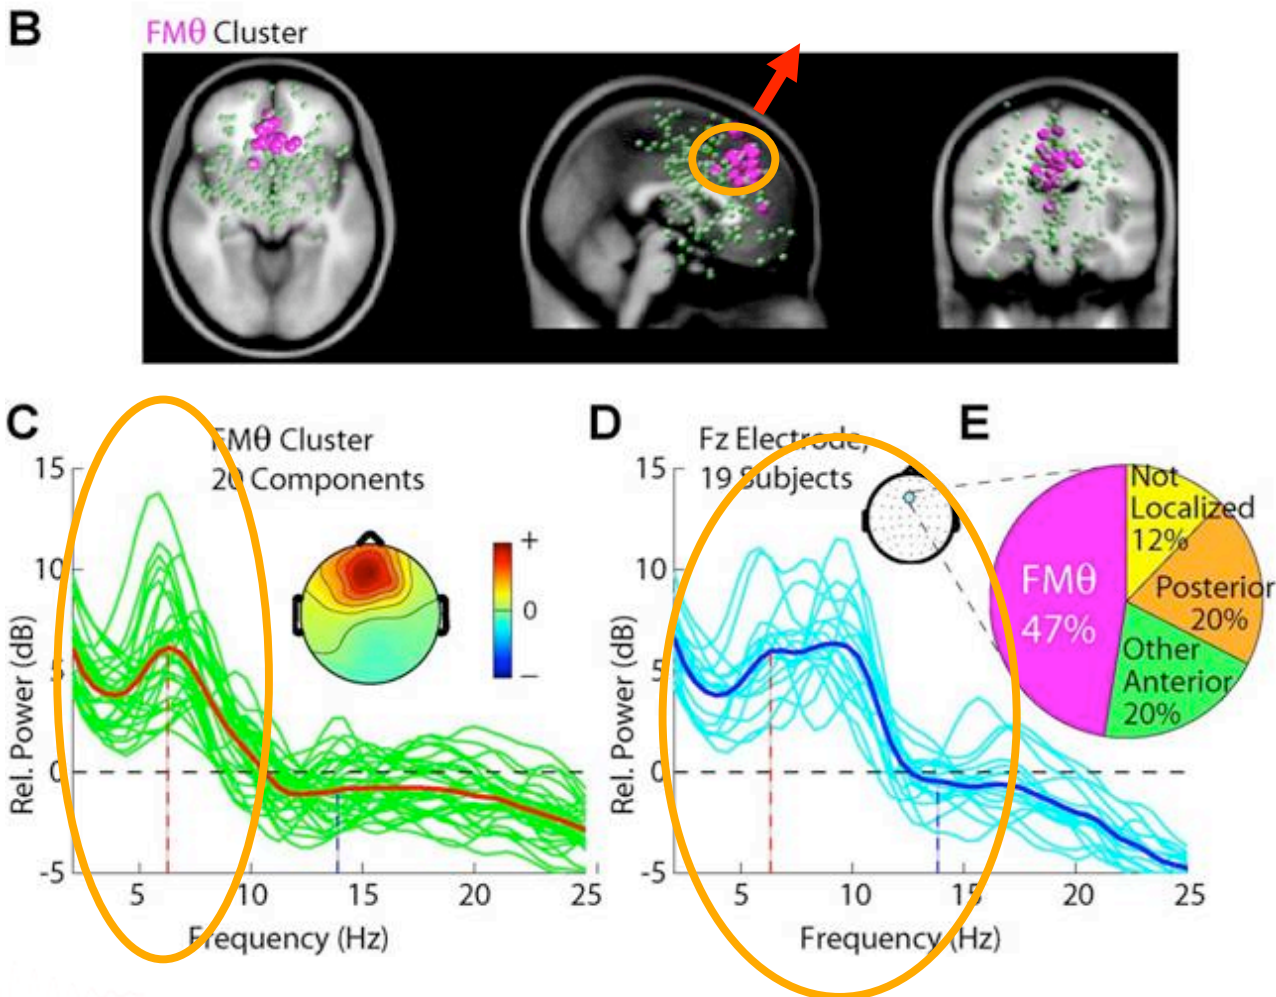 B
FMθ Cluster
C
FMθ Cluster
20 Components
15
10
5
0
-5
Rel. Power (dB)
+
0
−
5
10
15
20
25
Frequency (Hz)
D
Fz Electrode,
19 Subjects
15
10
5
0
-5
Rel. Power (dB)
5
10
15
20
25
Frequency (Hz)
E
Not
Localized
12%
FMθ
47%
Posterior
20%
Other
Anterior
20%